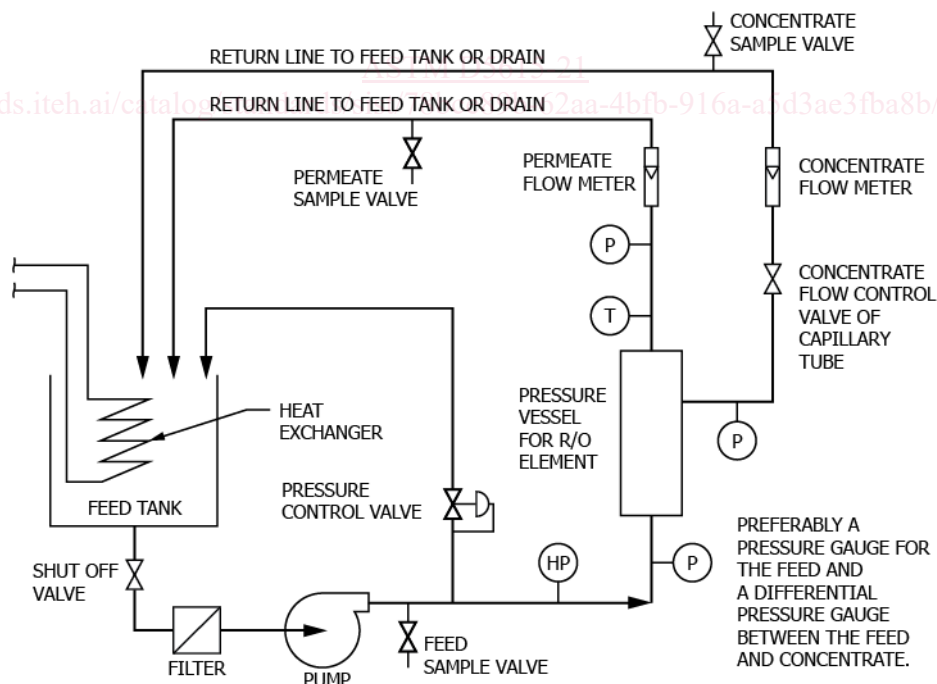 CONCENTRATE
SAMPLE VALVE
RETURN LINE TO FEED TANK OR DRAIN
RETURN LINE TO FEED TANK OR DRAIN
PERMEATE
SAMPLE VALVE
PERMEATE
FLOW METER
CONCENTRATE
FLOW METER
P
T
CONCENTRATE
FLOW CONTROL
VALVE OF
CAPILLARY
TUBE
HEAT
EXCHANGER
PRESSURE
VESSEL
FOR R/O
ELEMENT
P
FEED TANK
PRESSURE
CONTROL VALVE
SHUT OFF
VALVE
HP
P
PREFERABLY A
PRESSURE GAUGE FOR
THE FEED AND
A DIFFERENTIAL
PRESSURE GAUGE
BETWEEN THE FEED
AND CONCENTRATE.
FILTER
PUMP
FEED
SAMPLE VALVE